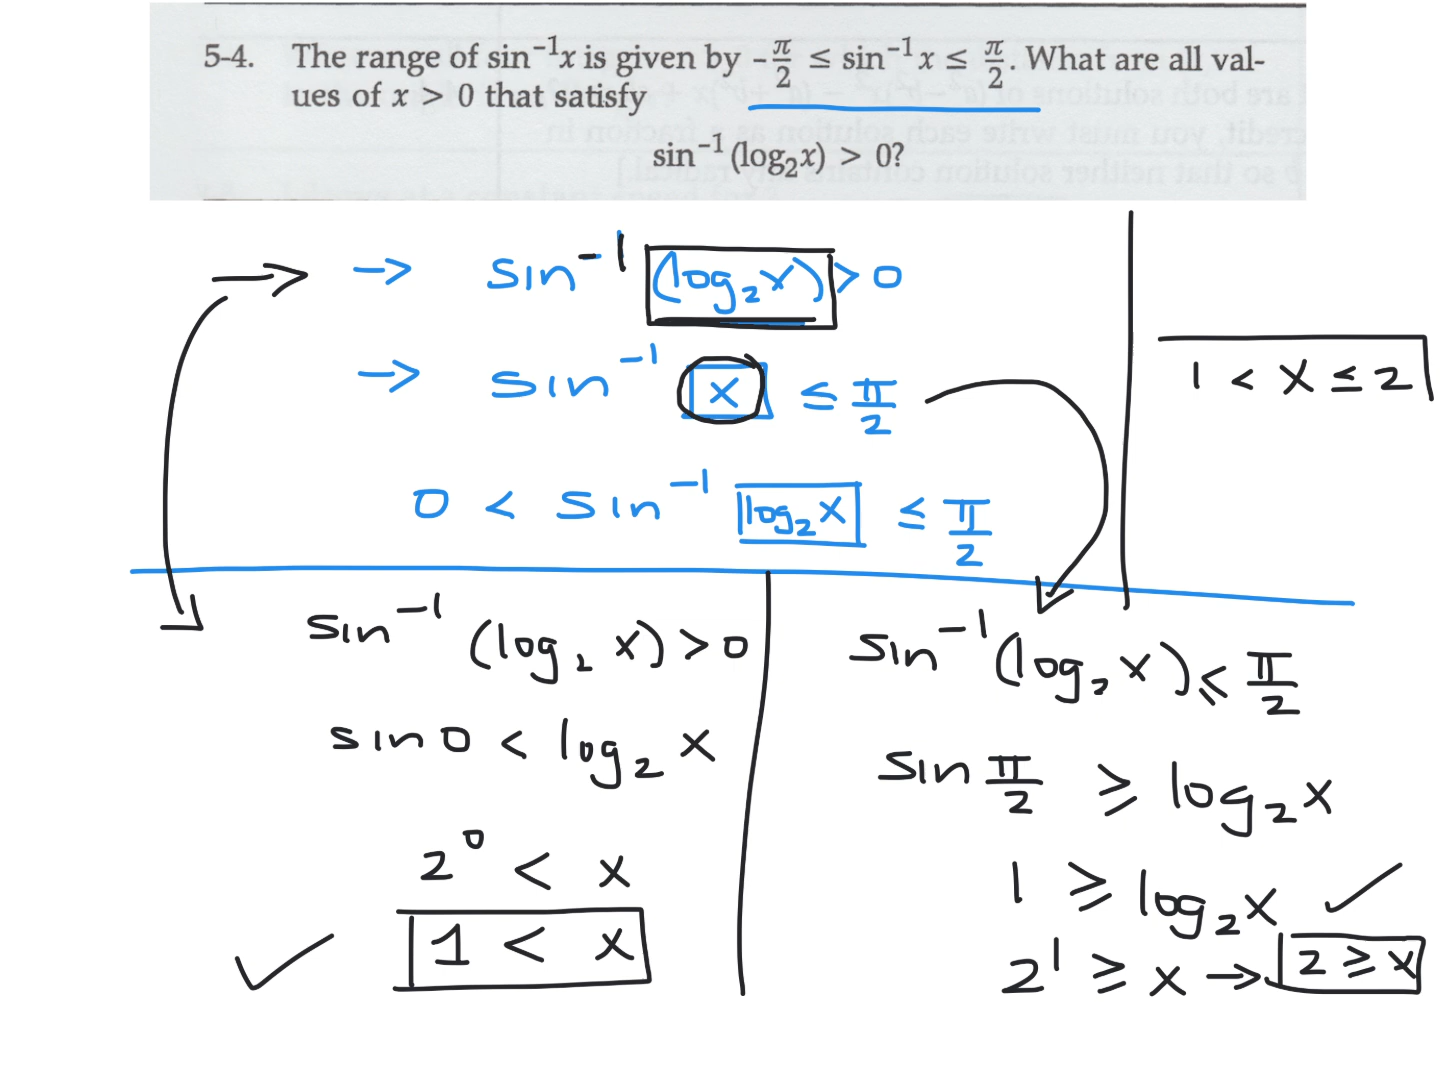 5-4. The range of sin⁻¹x is given by -π/2 ≤ sin⁻¹x ≤ π/2. What are all val-
ues of x > 0 that satisfy
sin⁻¹(log₂x) > 0?
→ → sin⁻¹ (log₂x) > 0
→ sin⁻¹ x ≤ π/2
1 < x ≤ 2
0 < sin⁻¹ log₂x ≤ π/2
sin⁻¹ (log₂ x) > 0
sin 0 < log₂ x
2⁰ < x
1 < x
sin⁻¹ (log₂ x) ≤ π/2
sin π/2 ≥ log₂ x
1 ≥ log₂ x ✓
2¹ ≥ x → 2 ≥ x